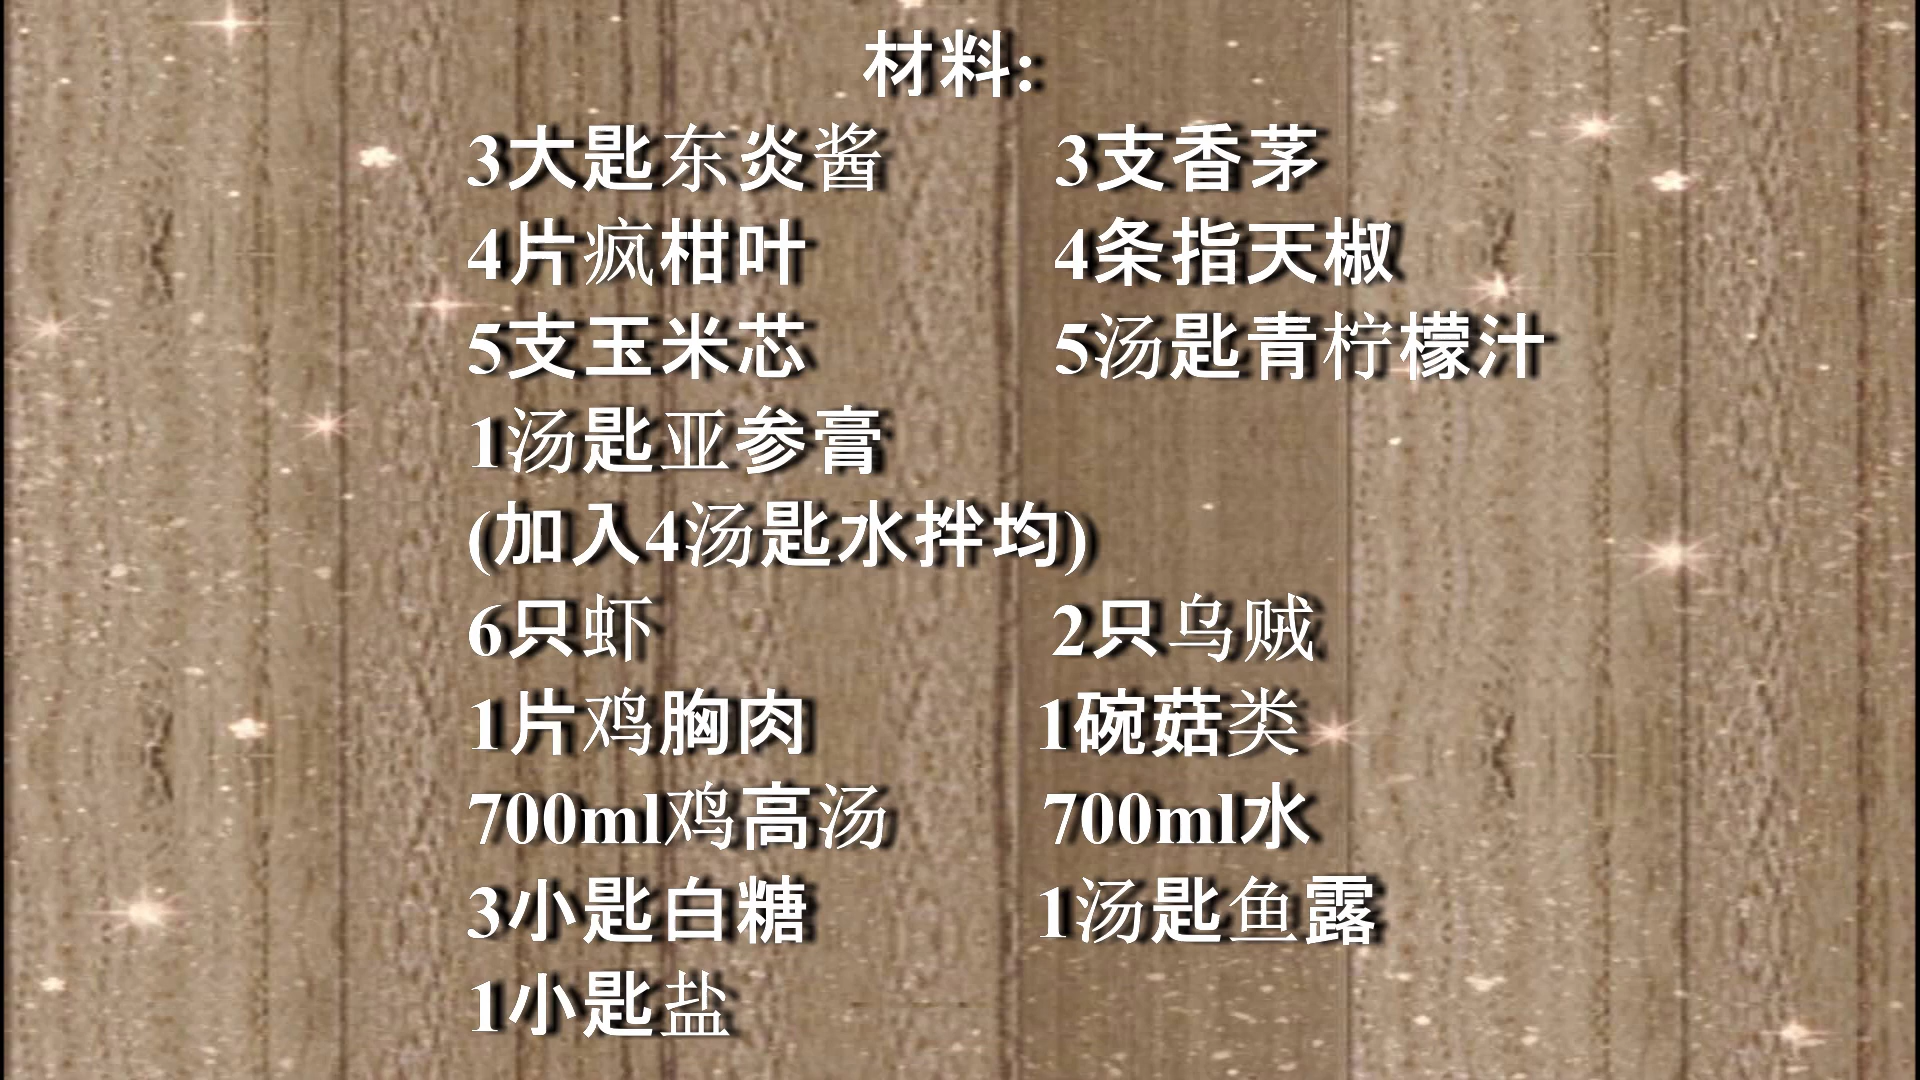 材料:
3大匙东炎酱 3支香茅
4片疯柑叶 4条指天椒
5支玉米芯 5汤匙青柠檬汁
1汤匙亚参膏
(加入4汤匙水拌均)
6只虾 2只乌贼
1片鸡胸肉 1碗菇类
700ml鸡高汤 700ml水
3小匙白糖 1汤匙鱼露
1小匙盐